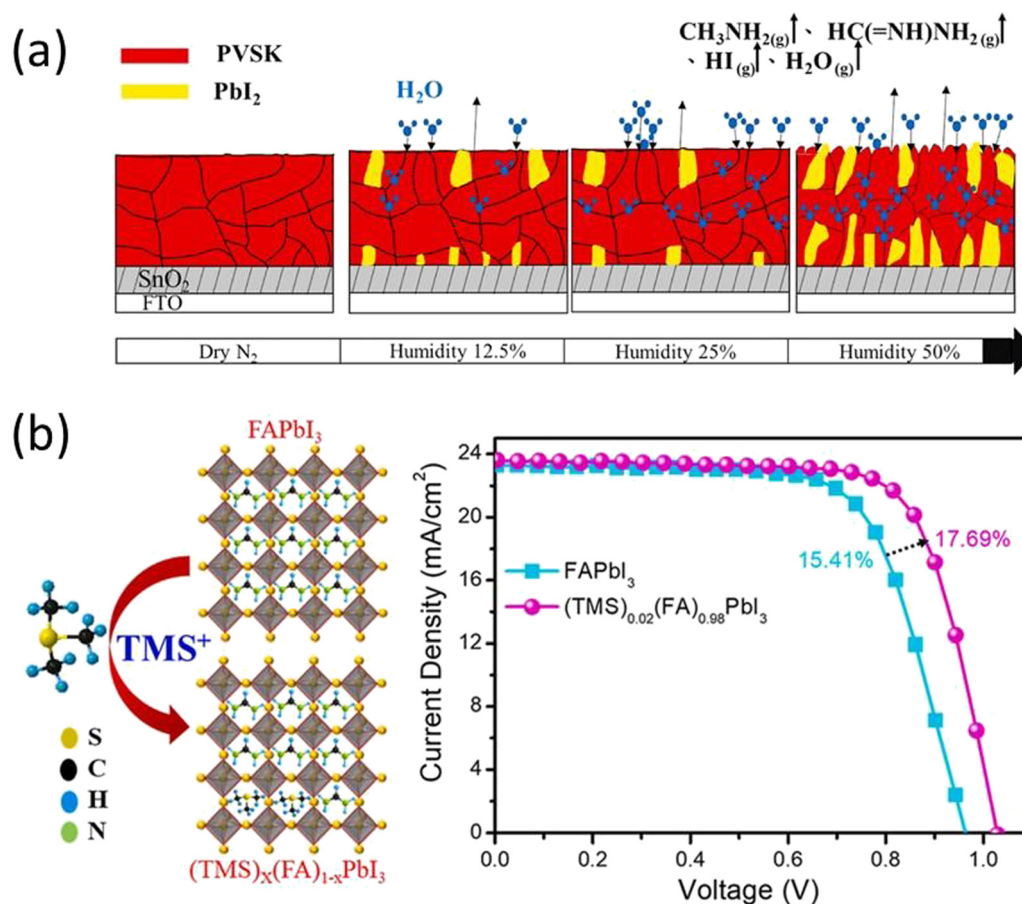 (a)
PVSK
PbI₂
CH₃NH₂(g)↑、 HC(=NH)NH₂(g)↑
、HI(g)↑、H₂O(g)↑
H₂O
SnO₂
FTO
Dry N₂
Humidity 12.5%
Humidity 25%
Humidity 50%
(b)
FAPbI₃
TMS⁺
S
C
H
N
(TMS)ₓ(FA)₁₋ₓPbI₃
Current Density (mA/cm²)
24
20
16
12
8
4
0
15.41%
17.69%
FAPbI₃
(TMS)₀.₀₂(FA)₀.₉₈PbI₃
0.0 0.2 0.4 0.6 0.8 1.0
Voltage (V)